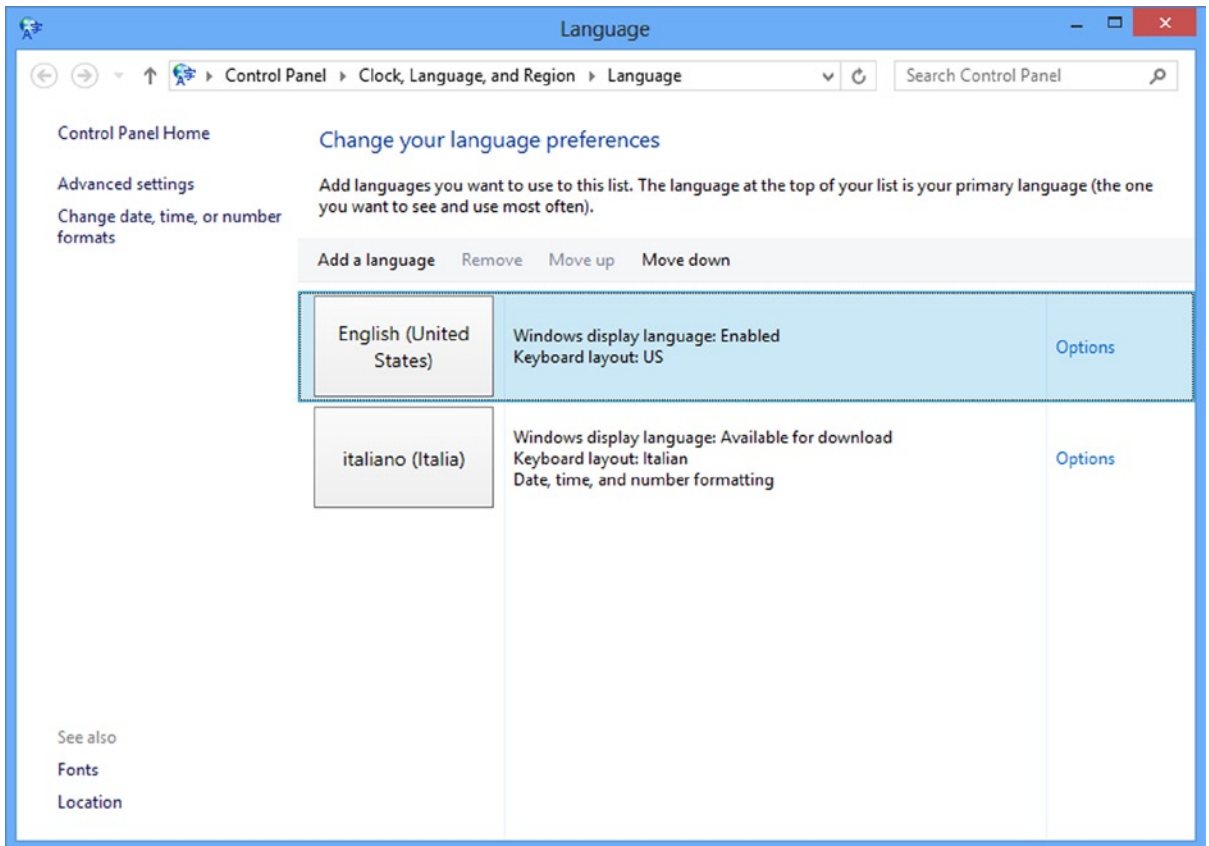 Language
Control Panel Clock, Language, and Region Language
Search Control Panel
Control Panel Home
Advanced settings
Change date, time, or number
formats
See also
Fonts
Location
Change your language preferences
Add languages you want to use to this list. The language at the top of your list is your primary language (the one
you want to see and use most often).
Add a language Remove Move up Move down
English (United
States)
Windows display language: Enabled
Keyboard layout: US
Options
italiano (Italia)
Windows display language: Available for download
Keyboard layout: Italian
Date, time, and number formatting
Options